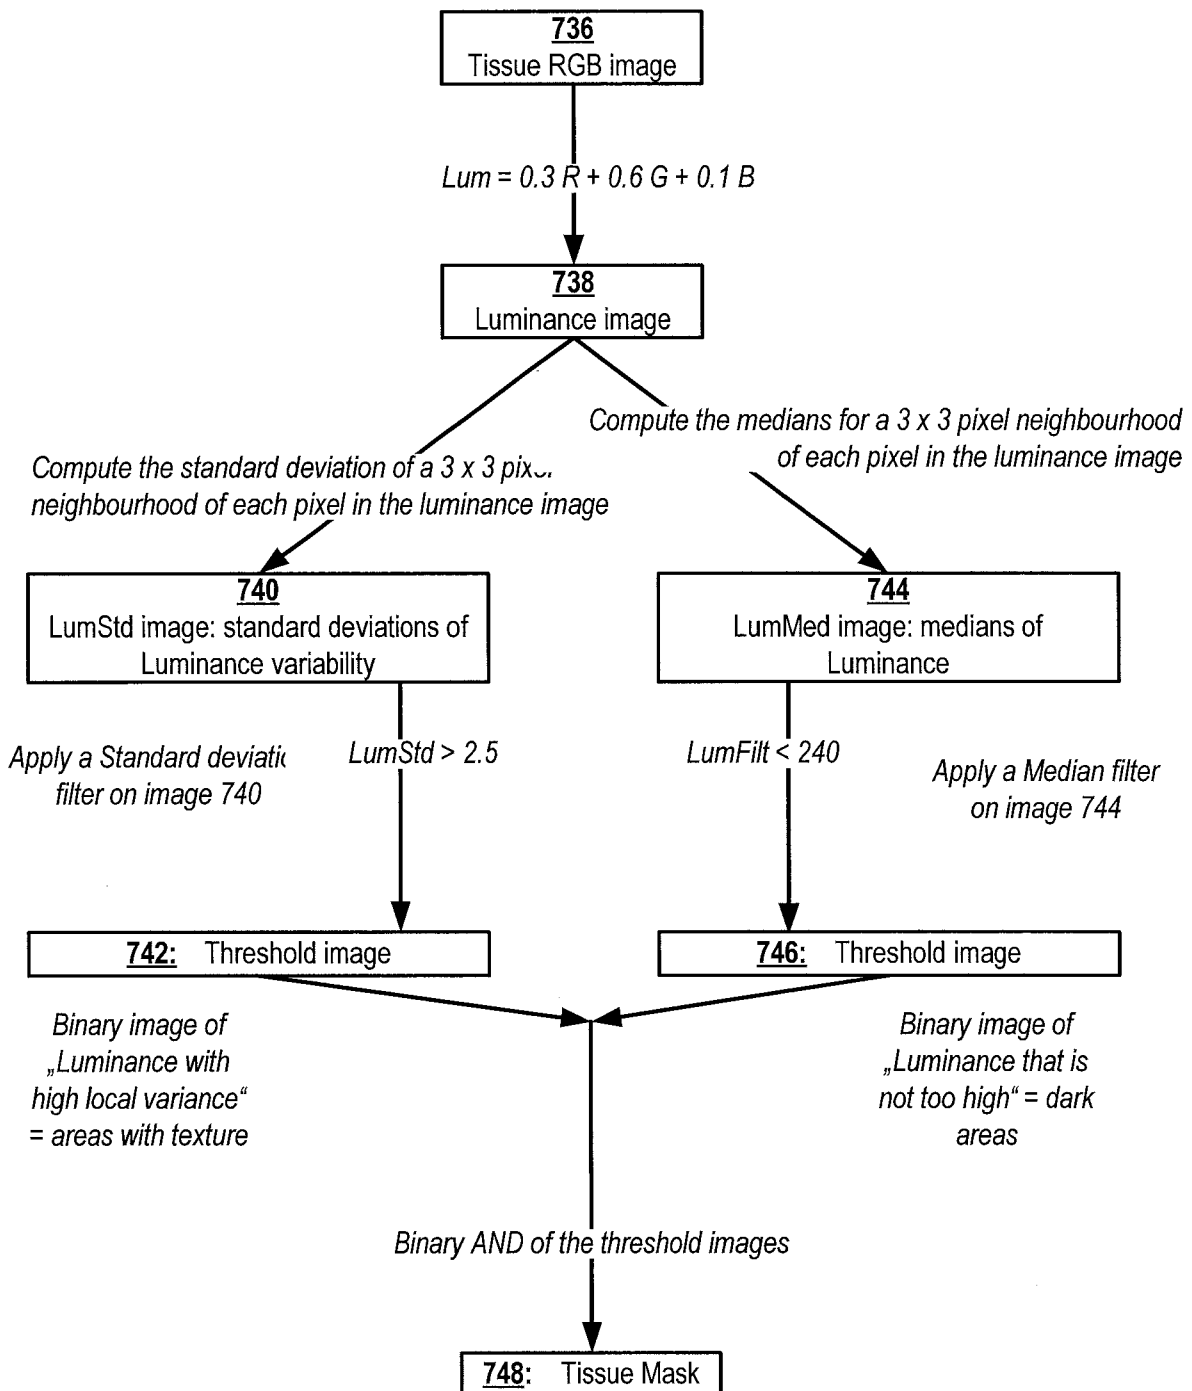 736
Tissue RGB image
Lum = 0.3 R + 0.6 G + 0.1 B
738
Luminance image
Compute the medians for a 3 x 3 pixel neighbourhood
of each pixel in the luminance image
Compute the standard deviation of a 3 x 3
neighbourhood of each pixel in the luminance image
740
LumStd image: standard deviations of
Luminance variability
744
LumMed image: medians of
Luminance
Apply a Standard
filter on image 740
LumStd > 2.5
LumFilt < 240
Apply a Median filter
on image 744
742: Threshold image
746: Threshold image
Binary image of
„Luminance with
high local variance“
= areas with texture
Binary image of
„Luminance that is
not too high“ = dark
areas
Binary AND of the threshold images
748: Tissue Mask